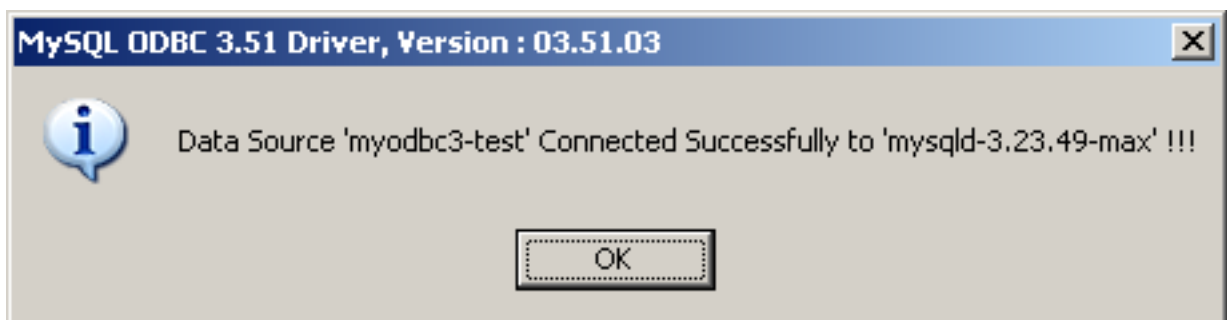 MySQL ODBC 3.51 Driver, Version : 03.51.03
Data Source 'myodbc3-test' Connected Successfully to 'mysqld-3.23.49-max' !!!
OK